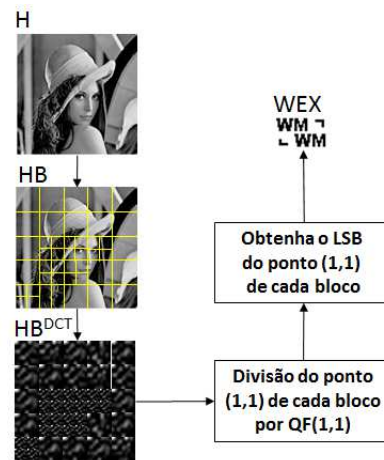 H
HB
HB^DCT
Divisão do ponto
(1,1) de cada bloco
por QF(1,1)
Obtenha o LSB
do ponto (1,1)
de cada bloco
WEX
WM
WM